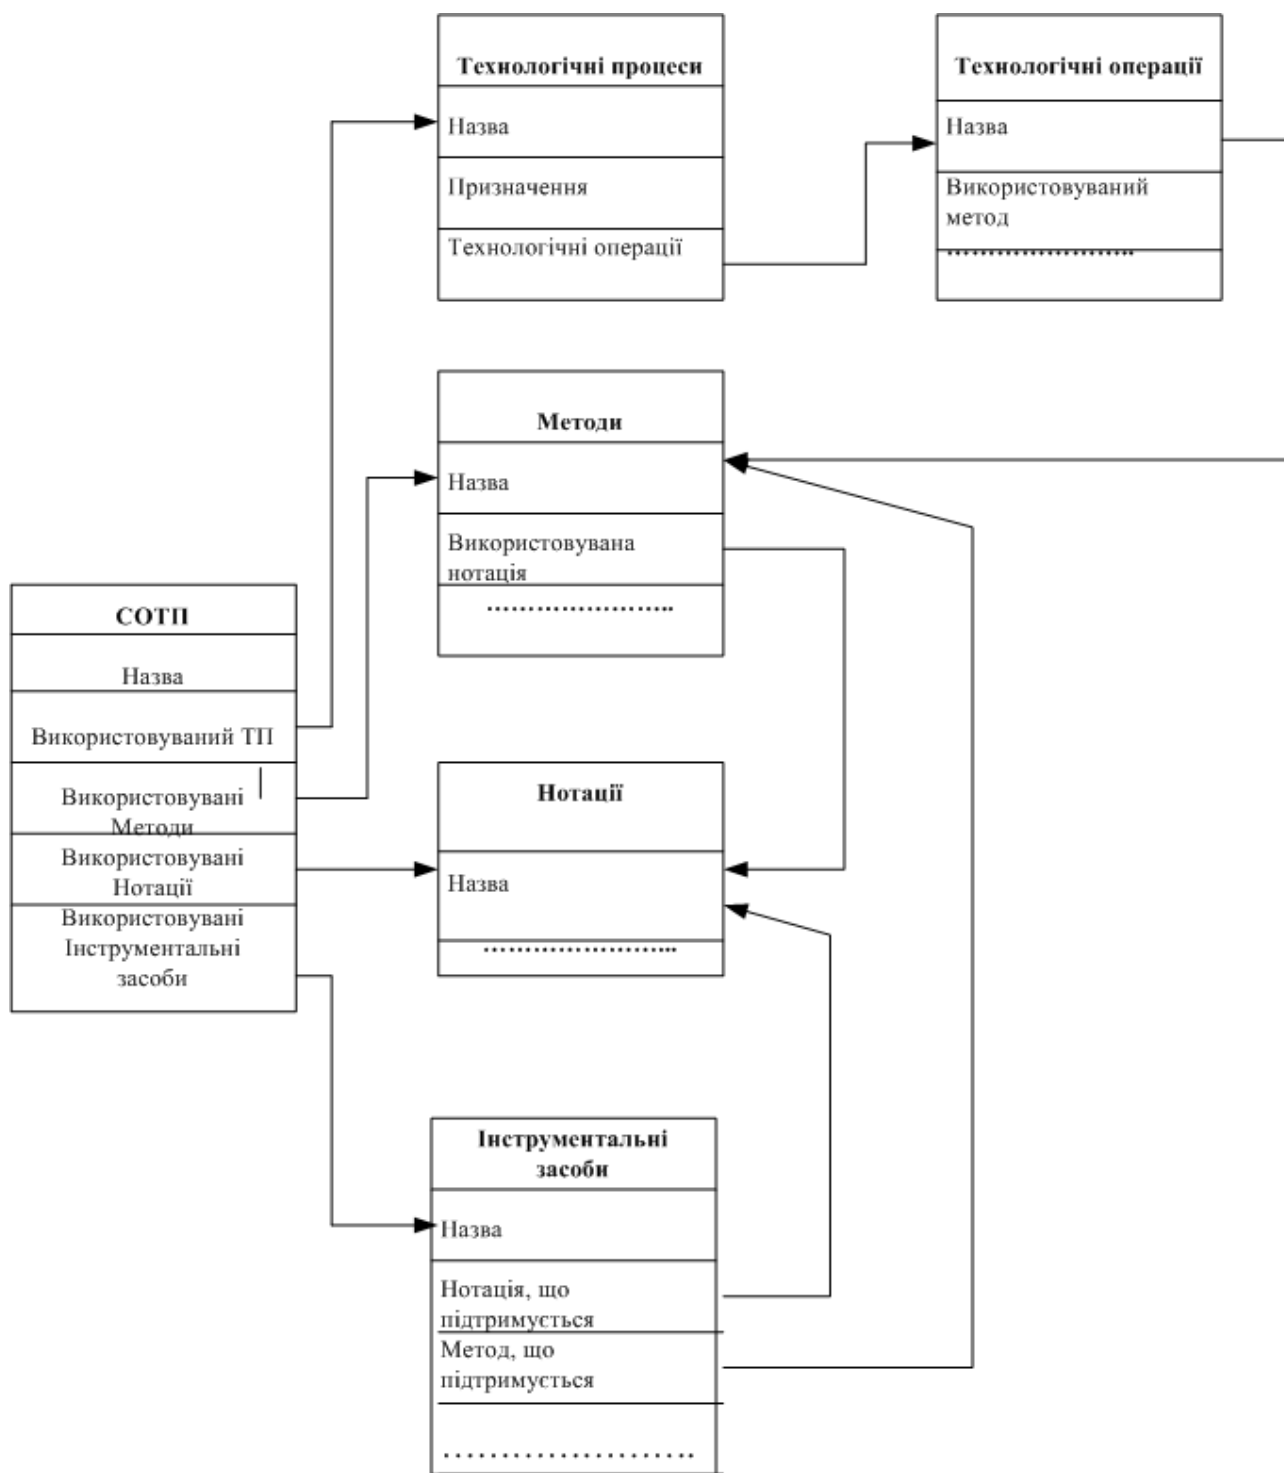 Технологічні процеси
Назва
Призначення
Технологічні операції
Технологічні операції
Назва
Використовуваний
метод
........................
Методи
Назва
Використовувана
нотація
........................
СОТП
Назва
Використовуваний ТП
Використовувані
Методи
Використовувані
Нотації
Використовувані
Інструментальні
засоби
Нотації
Назва
........................
Інструментальні
засоби
Назва
Нотація, що
підтримується
Метод, що
підтримується
........................